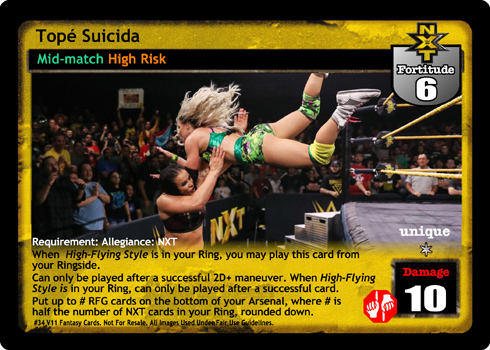 Topé Suicida
Mid-match High Risk
NXT
Fortitude
6
NXT
Requirement: Allegiance: NXT
When High-Flying Style is in your Ring, you may play this card from
your Ringside.
Can only be played after a successful 2D+ maneuver. When High-
Flying Style is in your Ring, can only be played after a successful card.
Put up to # RFG cards on the bottom of your Arsenal, where # is
half the number of NXT cards in your Ring, rounded down.
#34 V11 Fantasy Cards. Not For Resale. All Images Used Under Fair Use Guidelines.
unique
*
Damage
10